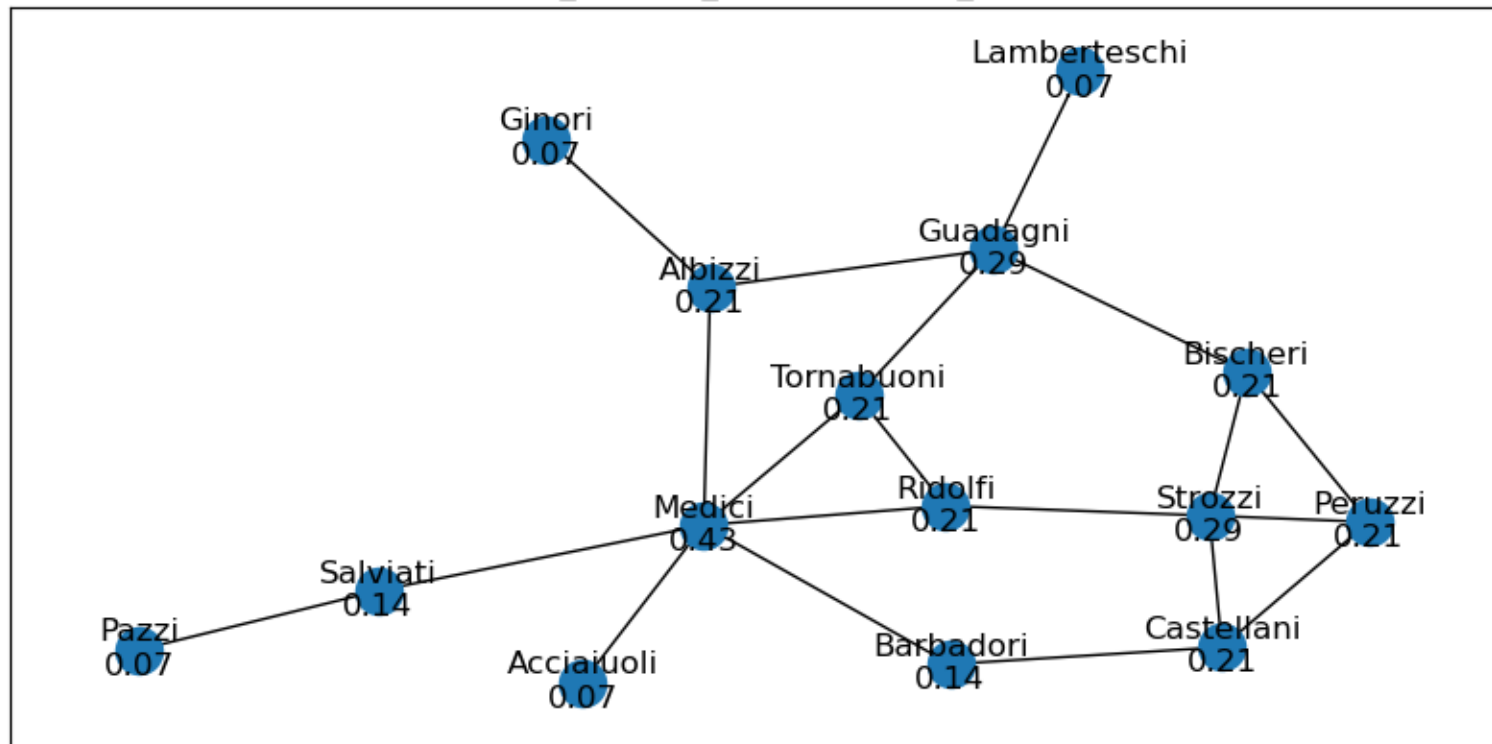 Lamberteschi
0.07
Ginori
0.07
Guadagni
0.29
Albizzi
0.21
Bischeri
0.21
Tornabuoni
0.21
Ridolfi
0.21
Strozzi
0.29
Peruzzi
0.21
Medici
0.43
Salviati
0.14
Pazzi
0.07
Acciaiuoli
0.07
Barbadori
0.14
Castellani
0.21